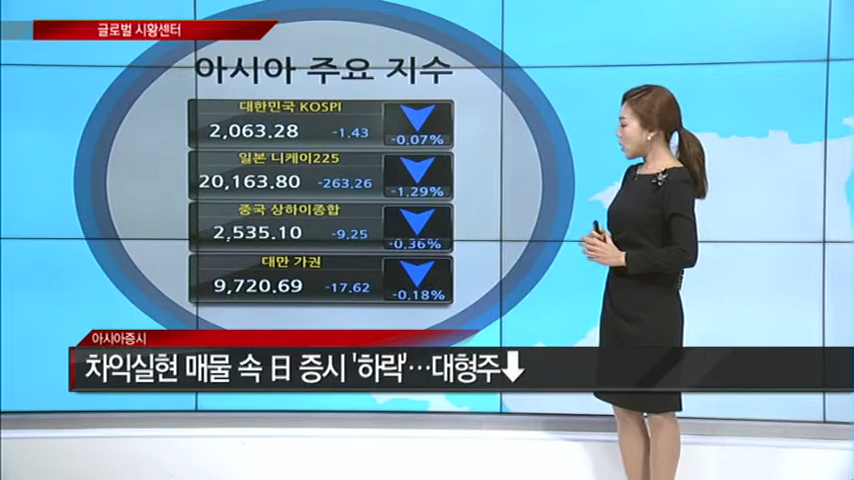 글로벌 시황센터
아시아 주요 지수
대한민국 KOSPI
2,063.28 -1.43 -0.07%
일본 니케이225
20,163.80 -263.26 -1.29%
중국 상하이종합
2,535.10 -9.25 -0.36%
대만 가권
9,720.69 -17.62 -0.18%
아시아증시
차익실현 매물 속 日 증시 '하락'…대형주↓